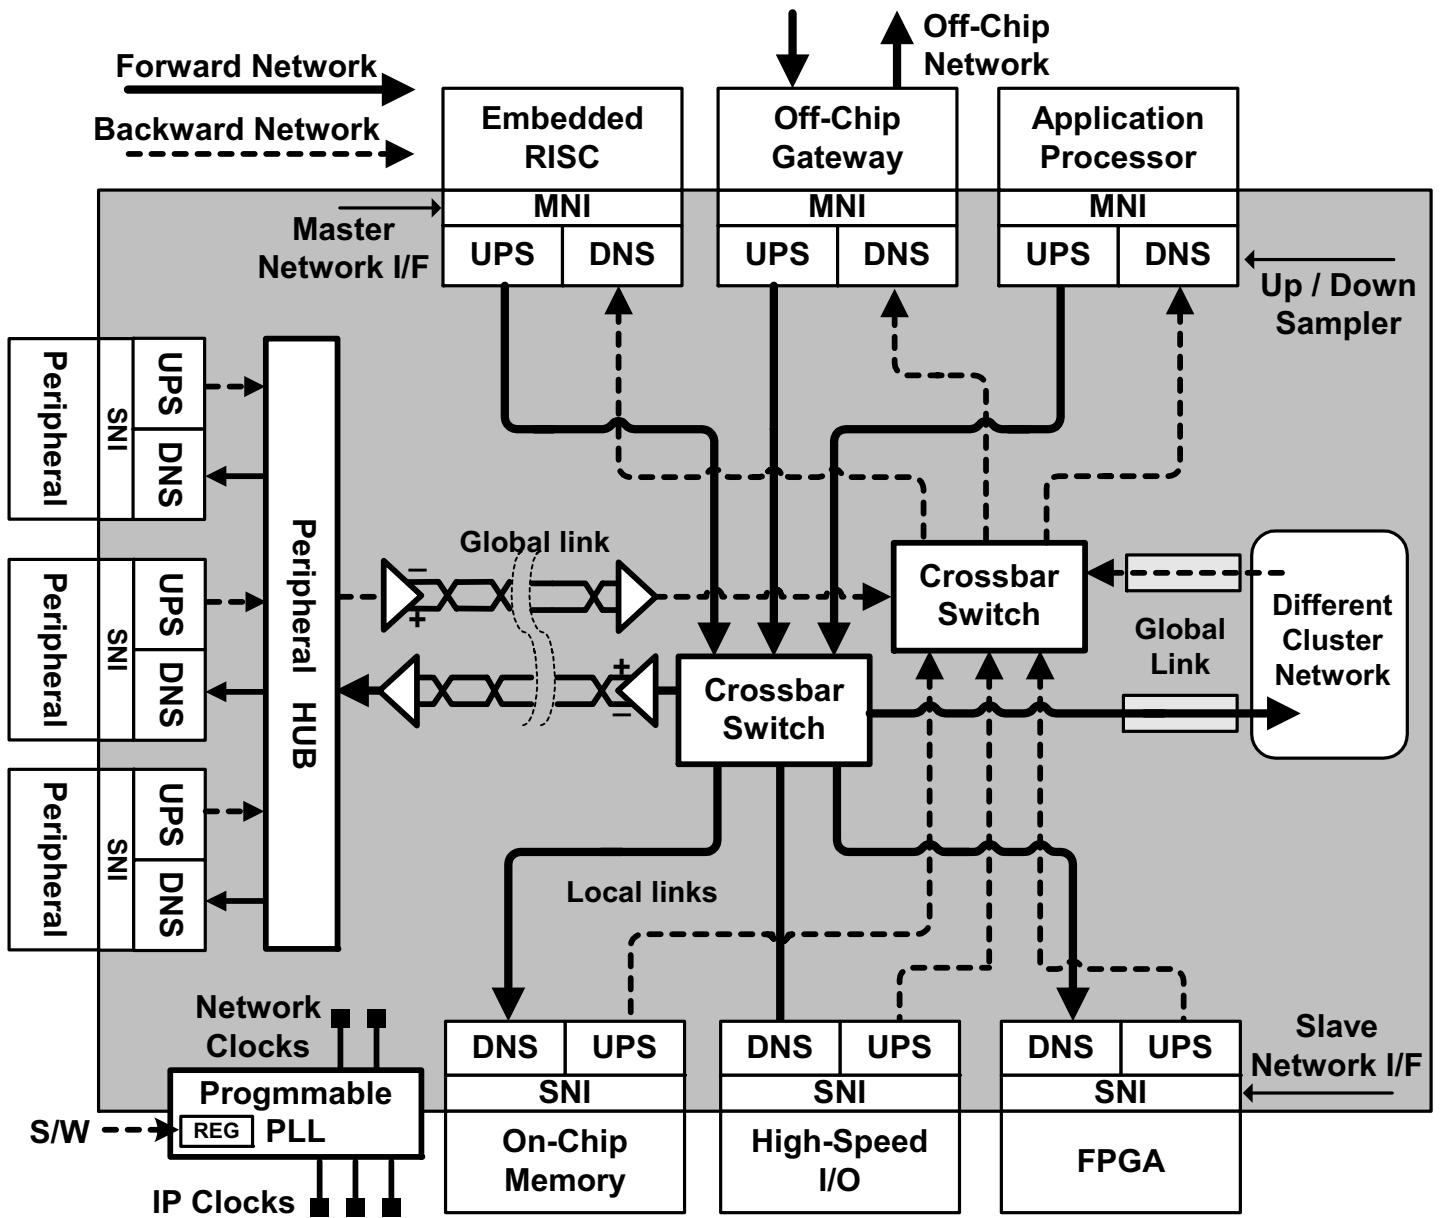 Off-Chip
Network
Forward Network
Backward Network
Embedded
RISC
MNI
UPS
DNS
Off-Chip
Gateway
MNI
UPS
DNS
Application
Processor
MNI
UPS
DNS
Master
Network I/F
Up / Down
Sampler
Peripheral
SNI
UPS
DNS
Peripheral
SNI
UPS
DNS
Peripheral
SNI
UPS
DNS
Peripheral HUB
Global link
−
+
+
−
Crossbar
Switch
Crossbar
Switch
Global
Link
Different
Cluster
Network
Local links
Network
Clocks
Progmmable
REG PLL
S/W
IP Clocks
DNS
UPS
SNI
On-Chip
Memory
DNS
UPS
SNI
High-Speed
I/O
DNS
UPS
SNI
FPGA
Slave
Network I/F